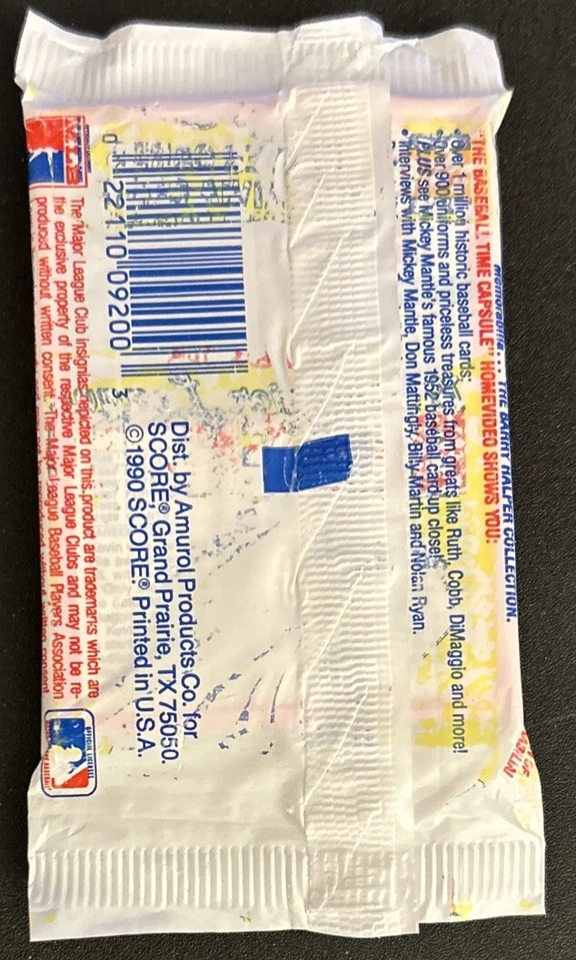 Memorabilia... THE BARRY HALPER COLLECTION.
"THE BASEBALL TIME CAPSULE" HOMEVIDEO SHOWS YOU:
•Over 1 million historic baseball cards;
•Over 900 uniforms and priceless treasures from greats like Ruth, Cobb, DiMaggio and more!
PLUS see Mickey Mantle's famous 1952 baseball card up close!
•Interviews with Mickey Mantle, Don Mattingly, Billy Martin and Nolan Ryan.
Dist. by Amurol Products Co. for
SCORE,® Grand Prairie, TX 75050.
©1990 SCORE.® Printed in U.S.A.
0 22110 09200 3
The Major League Club insignias depicted on this product are trademarks which are
the exclusive property of the respective Major League Clubs and may not be re-
produced without written consent. The Major League Baseball Players Association